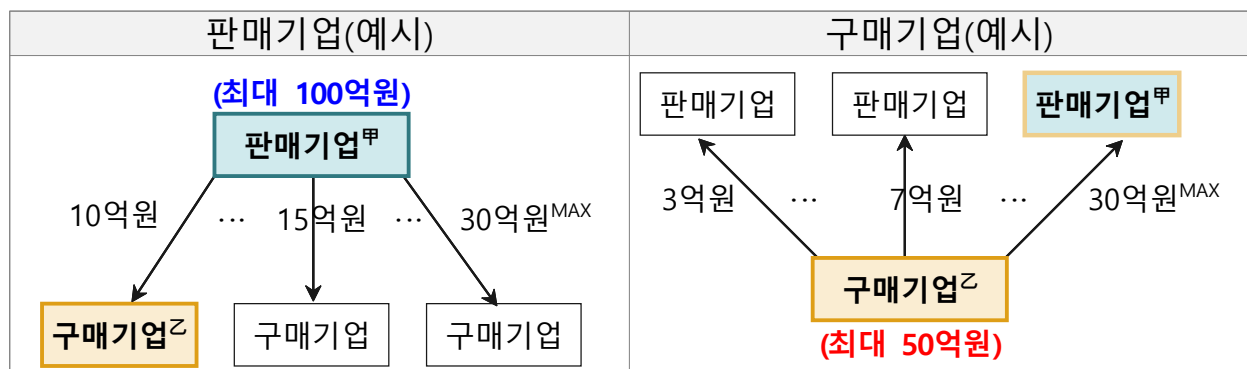 판매기업(예시)
구매기업(예시)
(최대 100억원)
판매기업甲
10억원 … 15억원 … 30억원MAX
구매기업乙 구매기업 구매기업
판매기업 판매기업 판매기업甲
3억원 … 7억원 … 30억원MAX
구매기업乙
(최대 50억원)